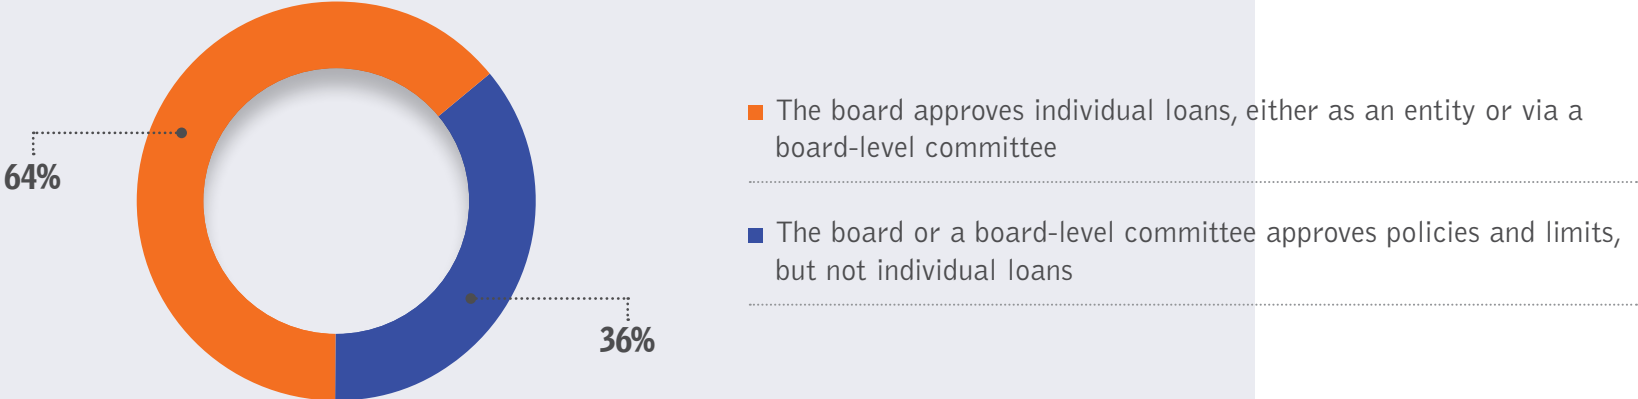 The board approves individual loans, either as an entity or via a
board-level committee
64%
The board or a board-level committee approves policies and limits,
but not individual loans
36%